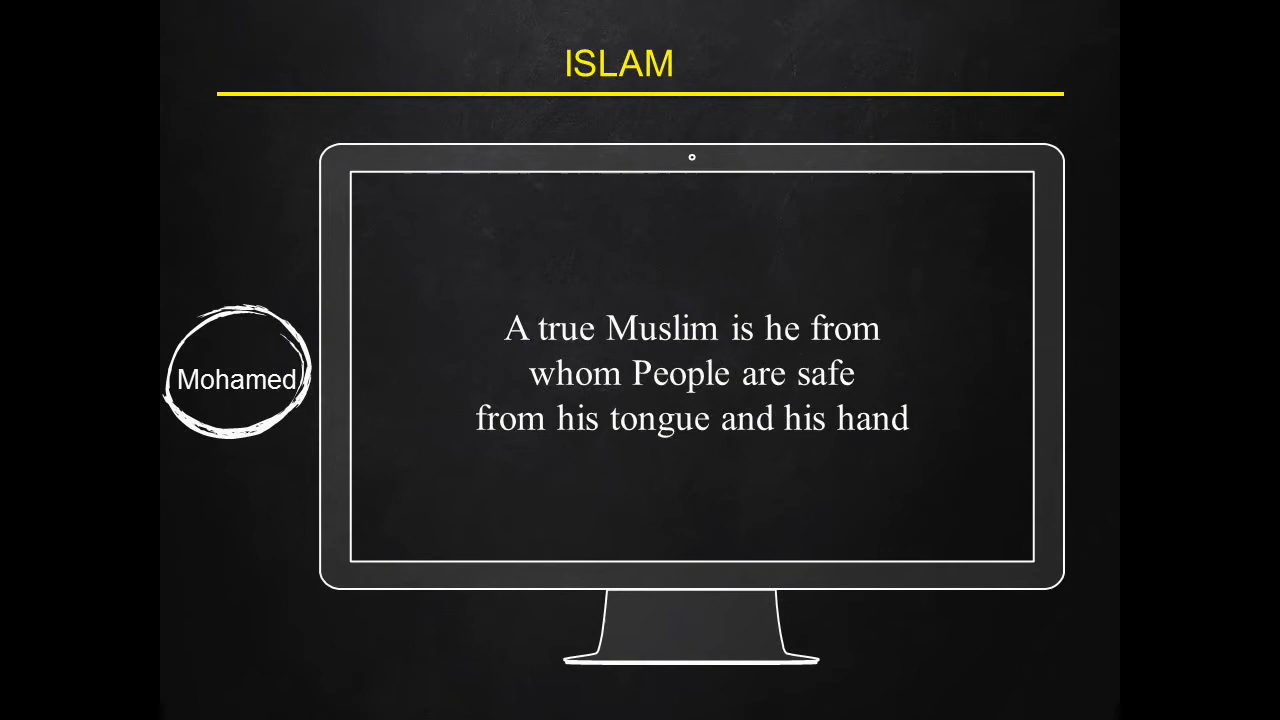 ISLAM
Mohamed
A true Muslim is he from
whom People are safe
from his tongue and his hand